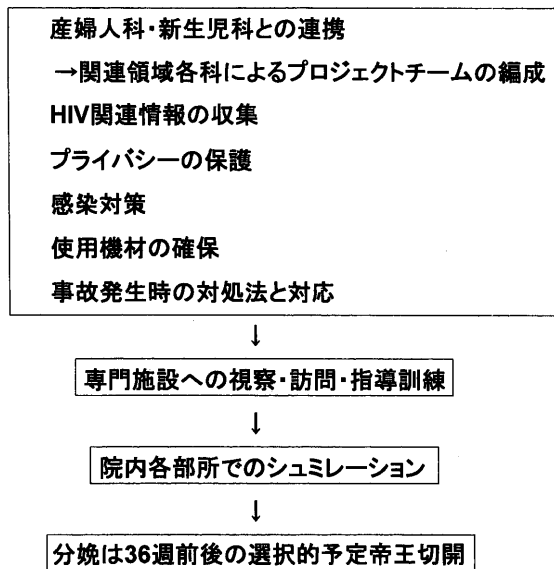 産婦人科・新生児科との連携
→関連領域各科によるプロジェクトチームの編成
HIV関連情報の収集
プライバシーの保護
感染対策
使用機材の確保
事故発生時の対処法と対応
↓
専門施設への視察・訪問・指導訓練
↓
院内各部所でのシュミレーション
↓
分娩は36週前後の選択的予定帝王切開